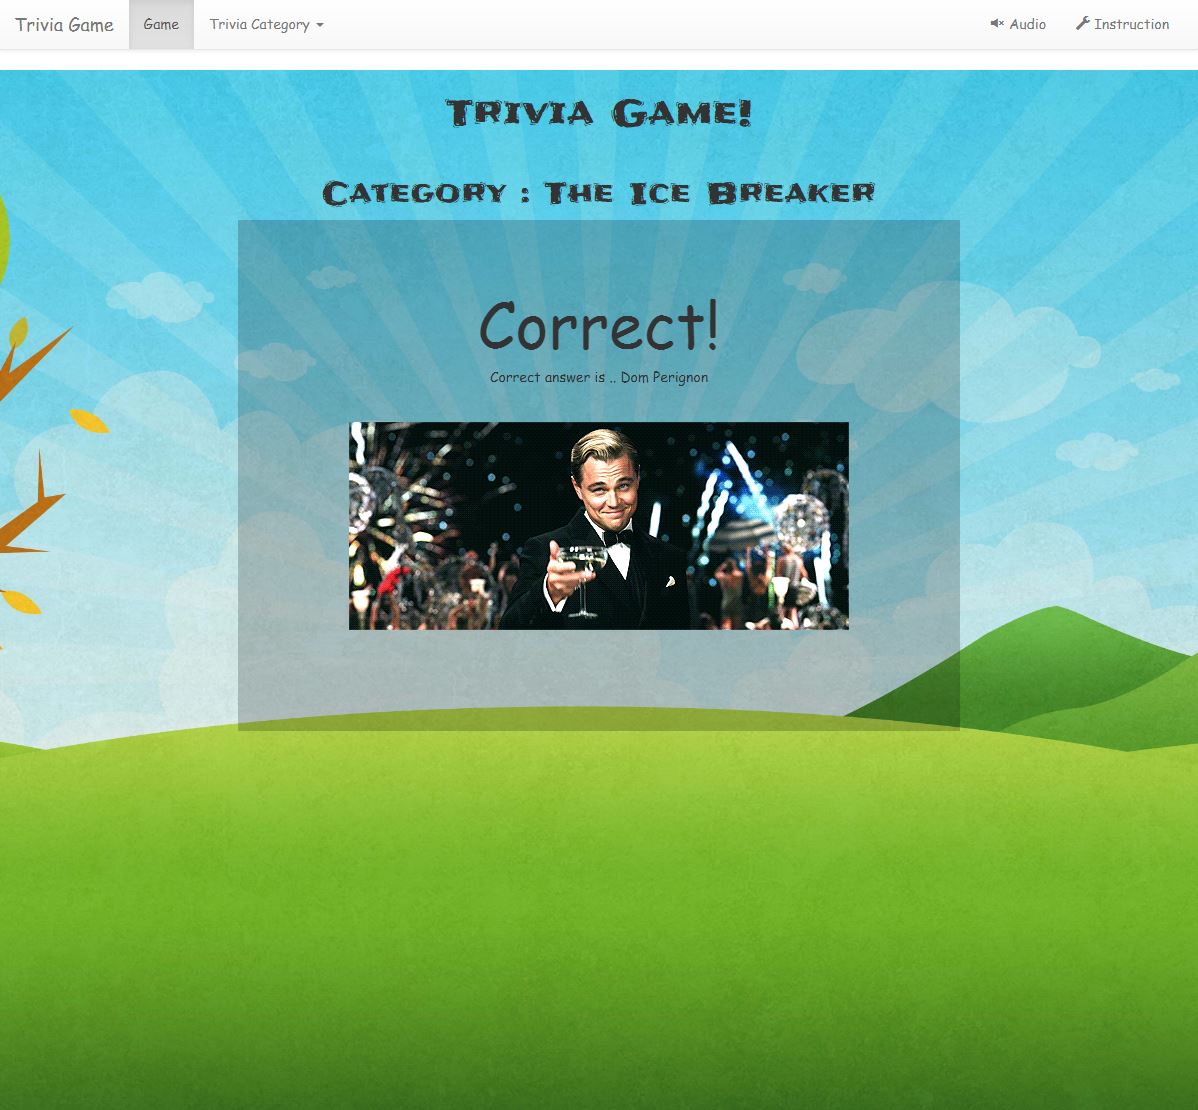 Trivia Game Game Trivia Category Audio Instruction
Trivia Game!
Category : The Ice Breaker
Correct!
Correct answer is .. Dom Perignon